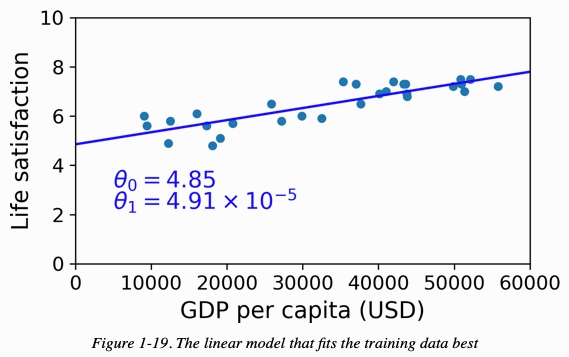 10
8
6
4
2
0
Life satisfaction
θ₀ = 4.85
θ₁ = 4.91 × 10⁻⁵
0 10000 20000 30000 40000 50000 60000
GDP per capita (USD)
Figure 1-19. The linear model that fits the training data best